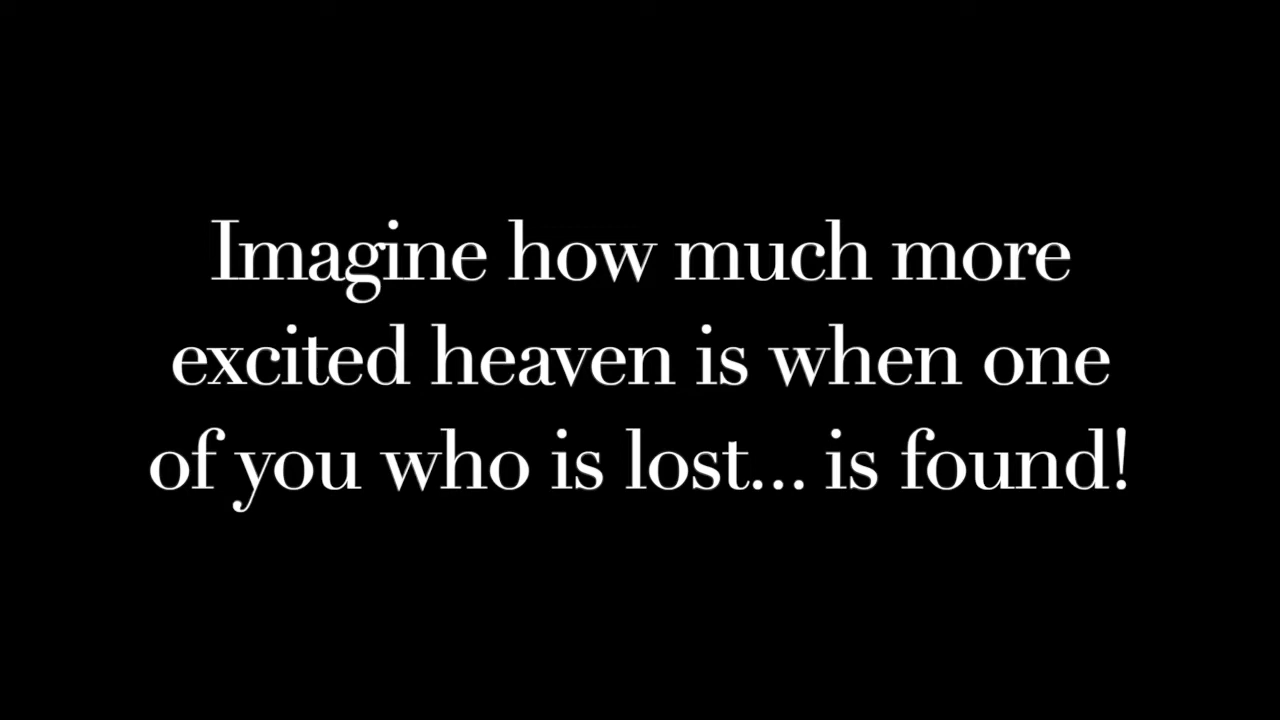 Imagine how much more
excited heaven is when one
of you who is lost... is found!